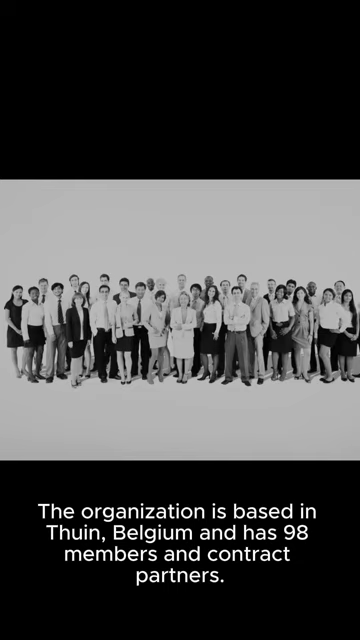 The organization is based in
Thuin, Belgium and has 98
members and contract
partners.